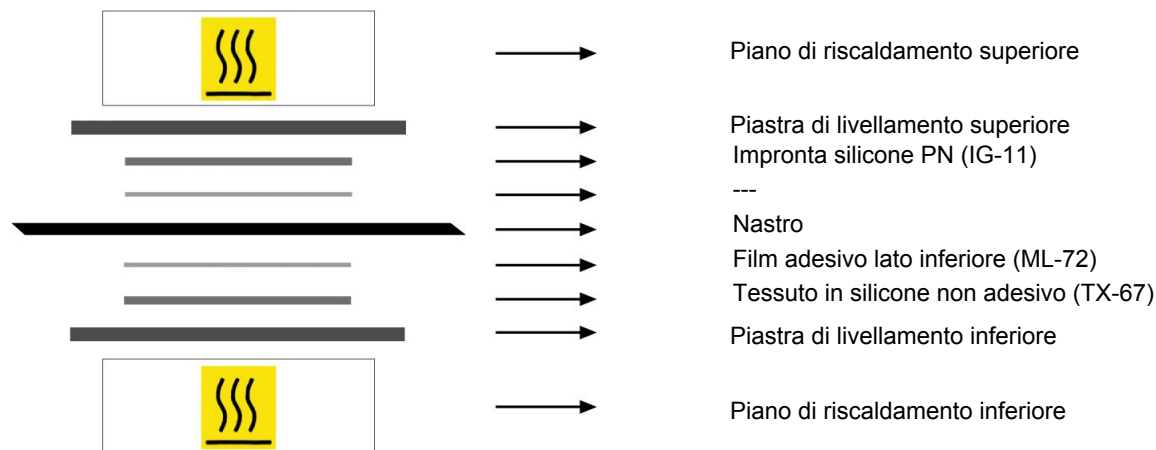 Piano di riscaldamento superiore
Piastra di livellamento superiore
Impronta silicone PN (IG-11)
---
Nastro
Film adesivo lato inferiore (ML-72)
Tessuto in silicone non adesivo (TX-67)
Piastra di livellamento inferiore
Piano di riscaldamento inferiore